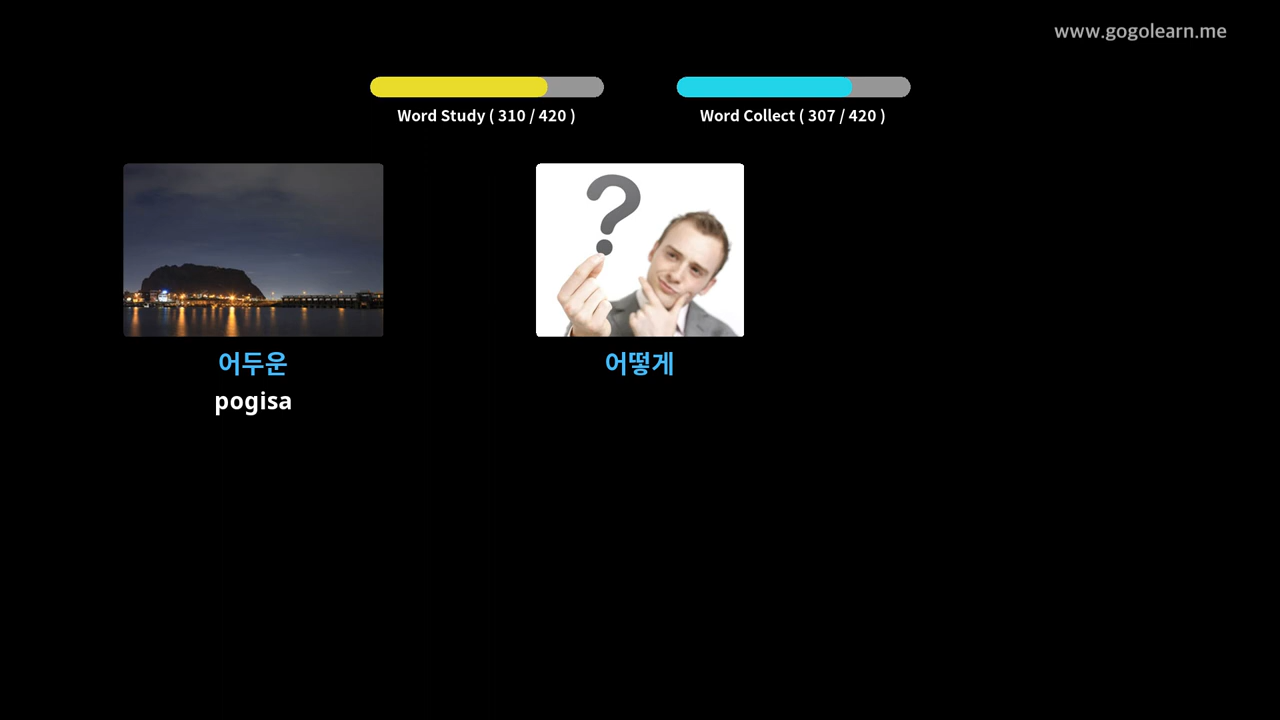 www.gogolearn.me
Word Study ( 310 / 420 )
Word Collect ( 307 / 420 )
어두운
pogisa
어떻게